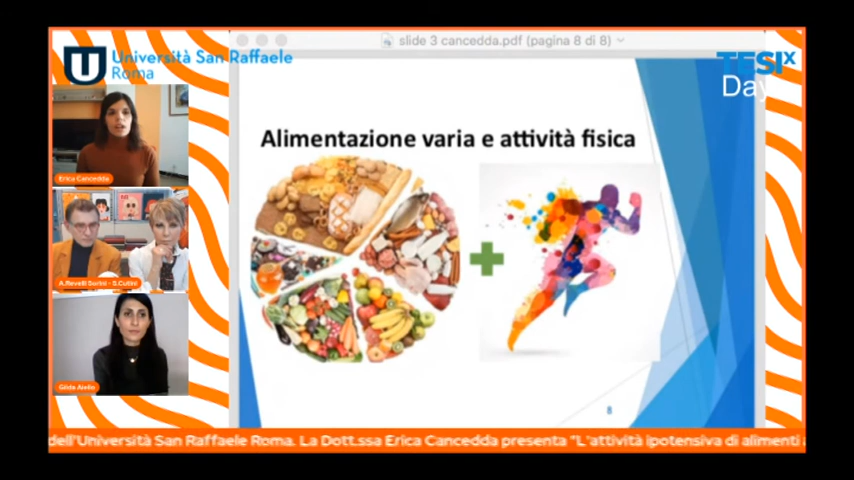 slide 3 cancedda.pdf (pagina 8 di 8)
Università San Raffaele
Roma
TESIx
Day
Alimentazione varia e attività fisica
Erica Cancedda
A.Revelli Sorini - S.Cutini
Gilda Aiello
8
dell'Università San Raffaele Roma. La Dott.ssa Erica Cancedda presenta "L'attività ipotensiva di alimenti